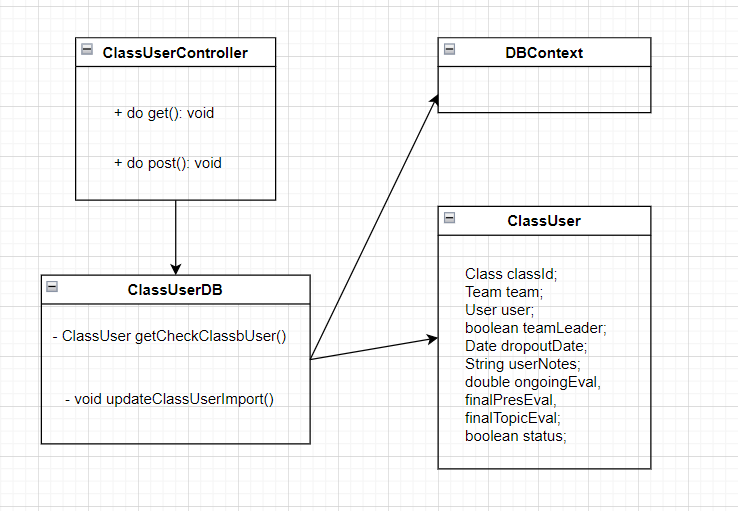 ClassUserController
+ do get(): void
+ do post(): void
DBContext
ClassUserDB
- ClassUser getCheckClassbUser()
- void updateClassUserImport()
ClassUser
Class classId;
Team team;
User user;
boolean teamLeader;
Date dropoutDate;
String userNotes;
double ongoingEval,
finalPresEval,
finalTopicEval;
boolean status;